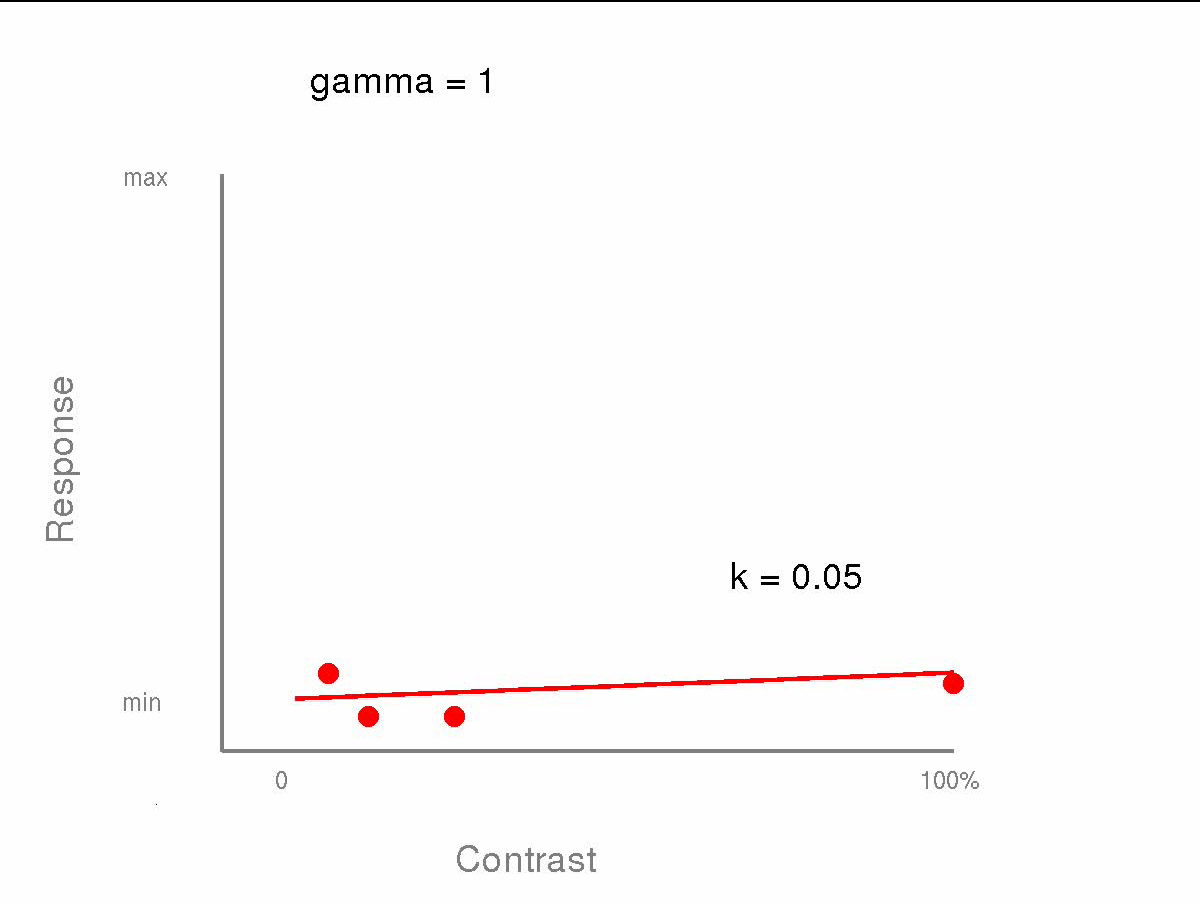 gamma = 1
max
Response
k = 0.05
min
0
100%
Contrast